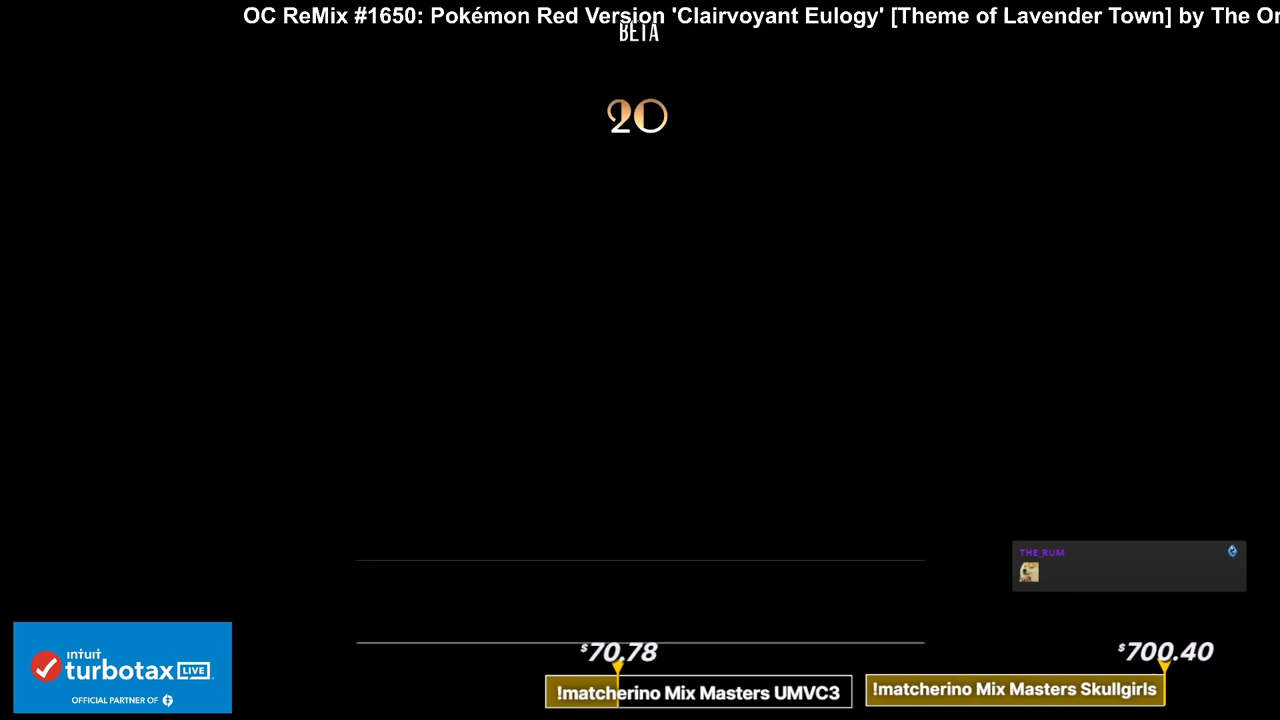 OC ReMix #1650: Pokémon Red Version 'Clairvoyant Eulogy' [Theme of Lavender Town] by The
BETA
20
THE_RUM
intuit
turbotax LIVE
OFFICIAL PARTNER OF
$70.78
$700.40
!matcherino Mix Masters UMVC3
!matcherino Mix Masters Skullgirls